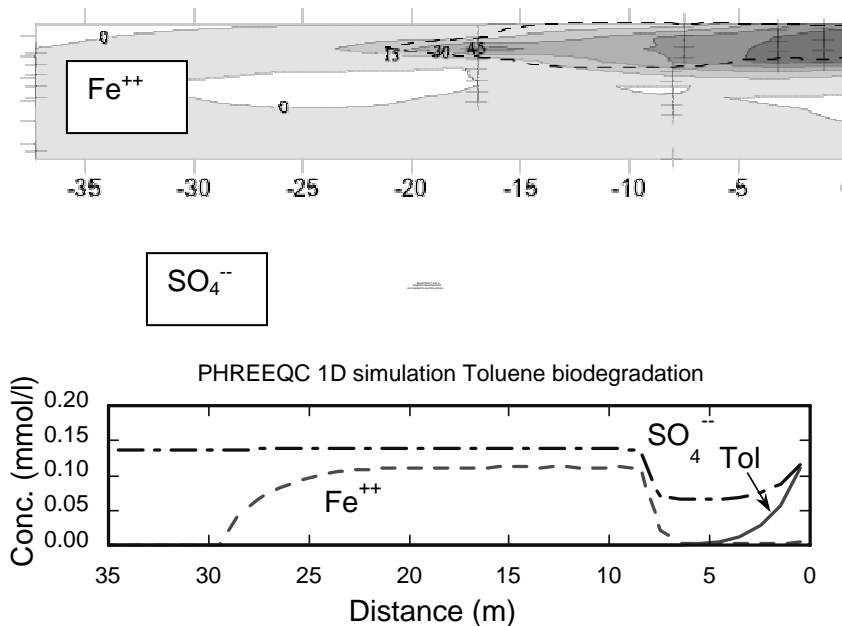 0
15 30 45
Fe++
0
-35 -30 -25 -20 -15 -10 -5
SO4--
PHREEQC 1D simulation Toluene biodegradation
Conc. (mmol/l)
0.20
0.15
0.10
0.05
0.00
SO4--
Tol
Fe++
35 30 25 20 15 10 5 0
Distance (m)